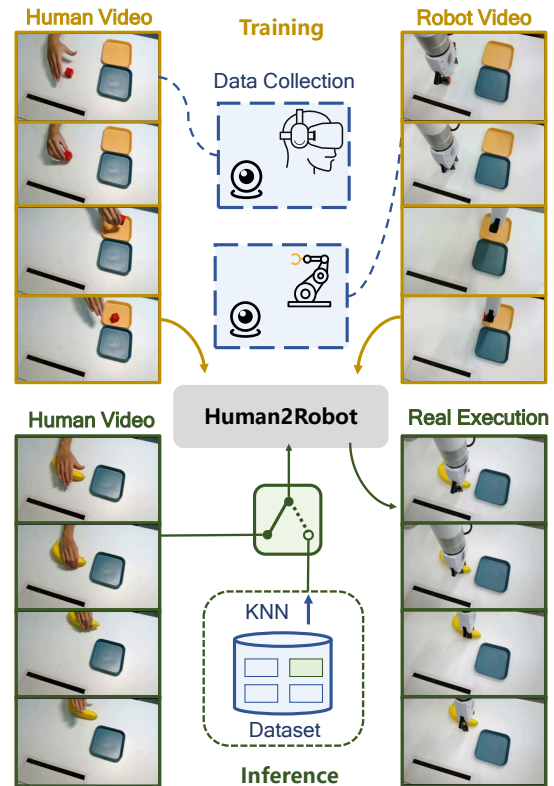 Human Video
Training
Robot Video
Data Collection
Human2Robot
Human Video
Real Execution
KNN
Dataset
Inference